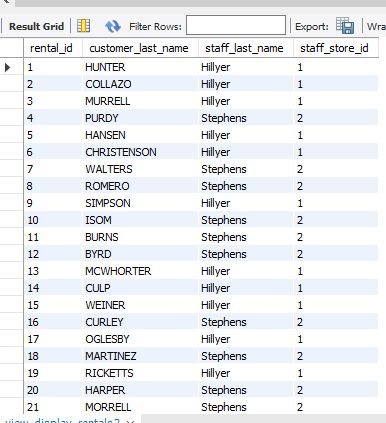 Result Grid Filter Rows: Export: Wra
rental_id customer_last_name staff_last_name staff_store_id
1 HUNTER Hillyer 1
2 COLLAZO Hillyer 1
3 MURRELL Hillyer 1
4 PURDY Stephens 2
5 HANSEN Hillyer 1
6 CHRISTENSON Hillyer 1
7 WALTERS Stephens 2
8 ROMERO Stephens 2
9 SIMPSON Hillyer 1
10 ISOM Stephens 2
11 BURNS Stephens 2
12 BYRD Stephens 2
13 MCWHORTER Hillyer 1
14 CULP Hillyer 1
15 WEINER Hillyer 1
16 CURLEY Stephens 2
17 OGLESBY Hillyer 1
18 MARTINEZ Stephens 2
19 RICKETTS Hillyer 1
20 HARPER Stephens 2
21 MORRELL Stephens 2